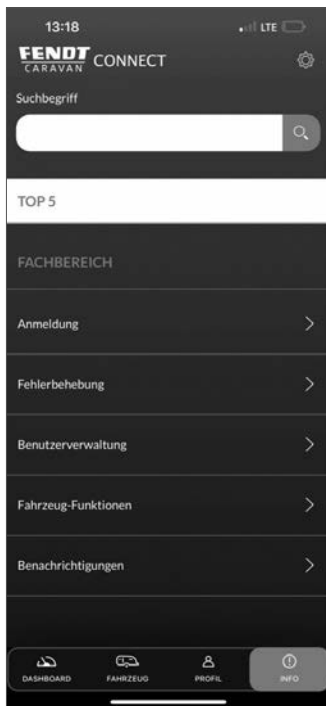 13:18
LTE
FENDT
CARAVAN CONNECT
Suchbegriff
TOP 5
FACHBEREICH
Anmeldung
Fehlerbehebung
Benutzerverwaltung
Fahrzeug-Funktionen
Benachrichtigungen
DASHBOARD FAHRZEUG PROFIL INFO